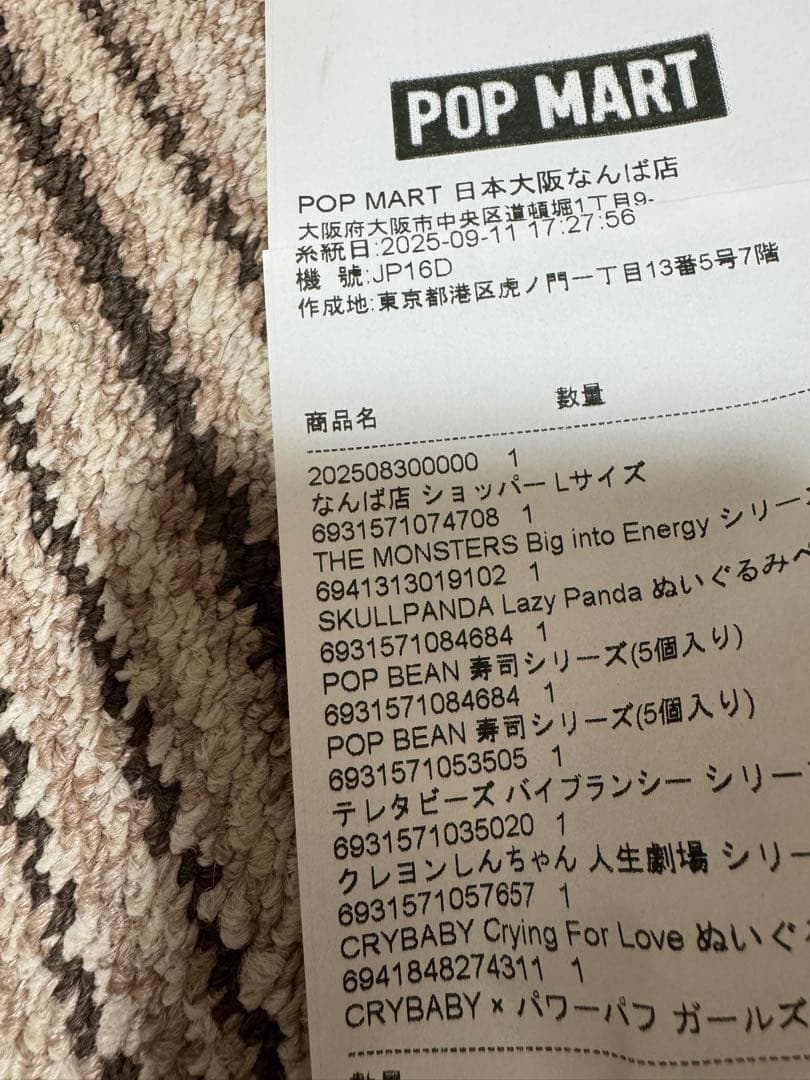 POP MART
POP MART 日本大阪なんば店
大阪府大阪市中央区道頓堀1丁目9-
糸統日:2025-09-11 17:27:56
機 號:JP16D
作成地:東京都港区虎ノ門一丁目13番5号7階
商品名 數量
202508300000 1
なんば店 ショッパー Lサイズ
6931571074708 1
THE MONSTERS Big into Energy シリーズ
6941313019102 1
SKULLPANDA Lazy Panda ぬいぐるみペ
6931571084684 1
POP BEAN 寿司シリーズ(5個入り)
6931571084684 1
POP BEAN 寿司シリーズ(5個入り)
6931571053505 1
テレタビーズ バイブランシー シリー
6931571035020 1
クレヨンしんちゃん 人生劇場 シリー
6931571057657 1
CRYBABY Crying For Love ぬいぐる
6941848274311 1
CRYBABY × パワーパフ ガールズ